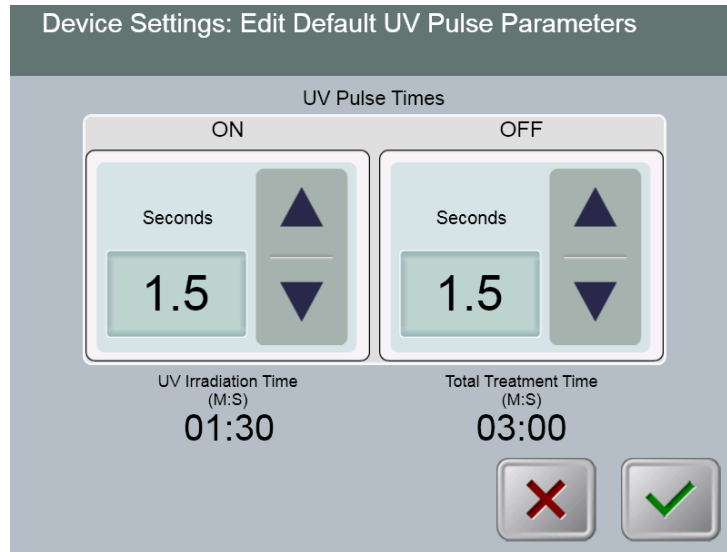 Device Settings: Edit Default UV Pulse Parameters
UV Pulse Times
ON
OFF
Seconds
1.5
Seconds
1.5
UV Irradiation Time
(M:S)
01:30
Total Treatment Time
(M:S)
03:00